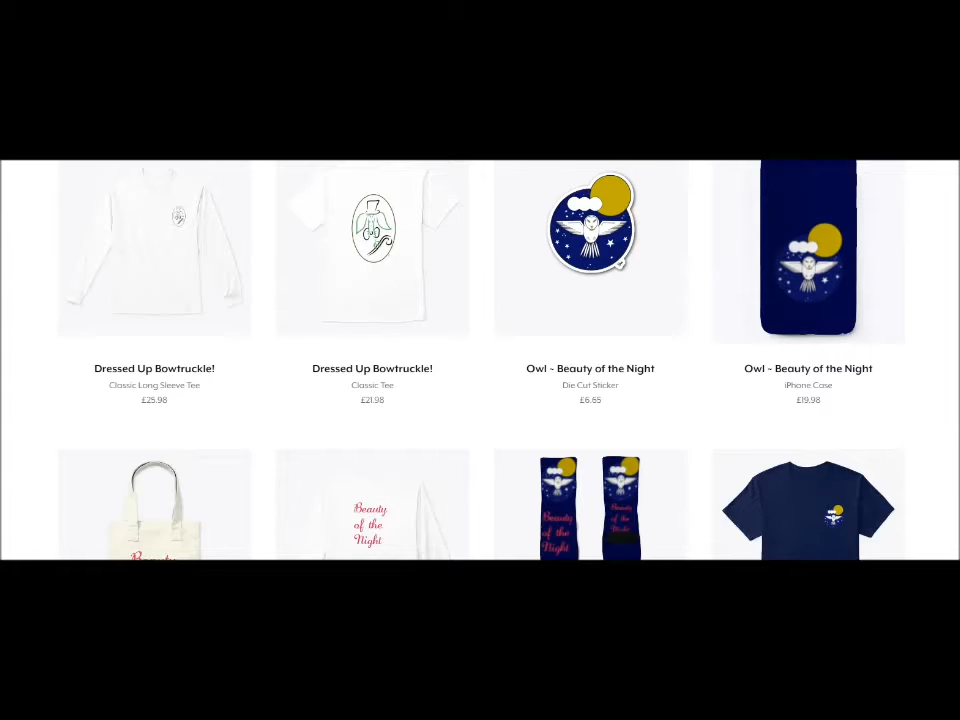 Dressed Up Bowtruckle!
Classic Long Sleeve Tee
£25.98
Dressed Up Bowtruckle!
Classic Tee
£21.98
Owl ~ Beauty of the Night
Die Cut Sticker
£6.65
Owl ~ Beauty of the Night
iPhone Case
£19.98
Beauty
Beauty
of the
Night
Beauty
of the
Night
Beauty
of the
Night